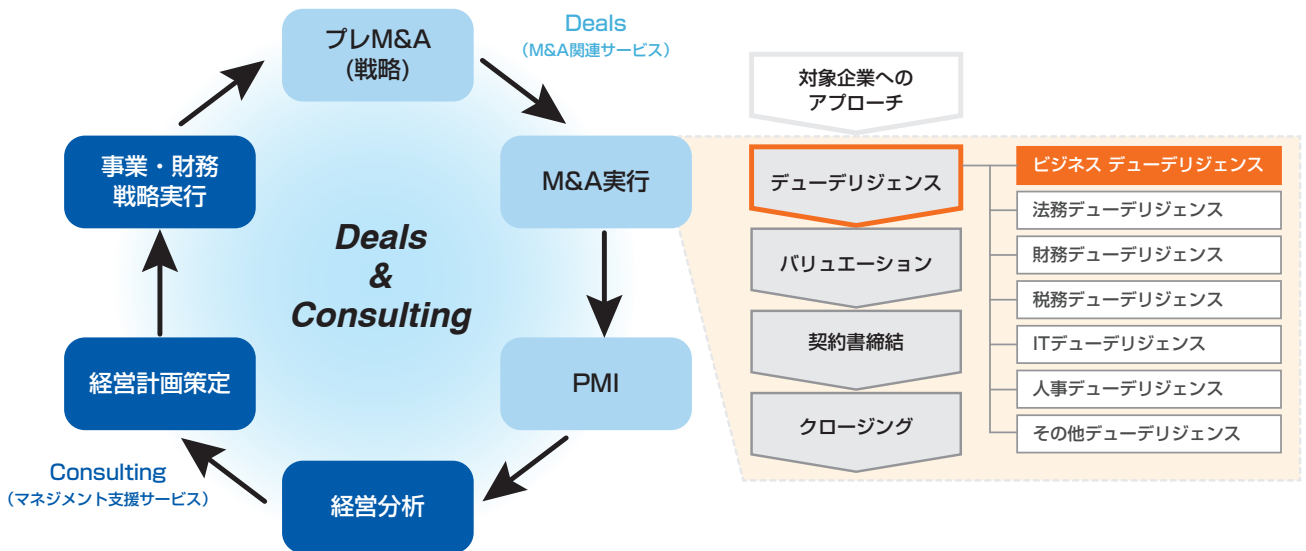 プレM&A
(戦略)
Deals
（M&A関連サービス）
M&A実行
PMI
経営分析
経営計画策定
事業・財務
戦略実行
Deals
&
Consulting
Consulting
（マネジメント支援サービス）
対象企業への
アプローチ
デューデリジェンス
バリュエーション
契約書締結
クロージング
ビジネス デューデリジェンス
法務デューデリジェンス
財務デューデリジェンス
税務デューデリジェンス
ITデューデリジェンス
人事デューデリジェンス
その他デューデリジェンス